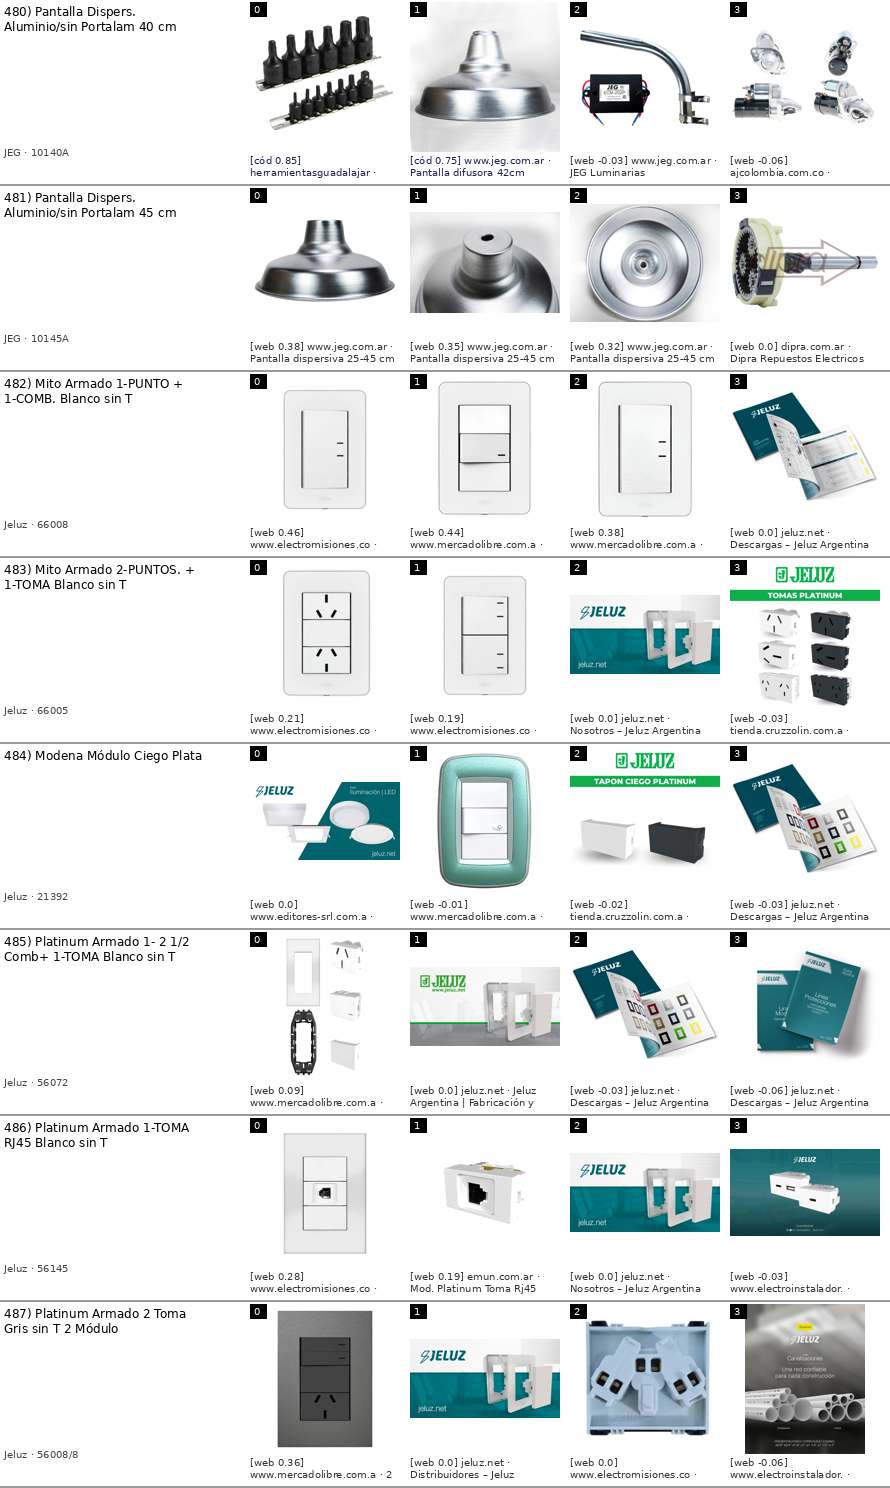 480) Pantalla Dispers.
Aluminio/sin Portalam 40 cm
JEG · 10140A
0
[cód 0.85]
herramientasguadalajar ·
1
[cód 0.75] www.jeg.com.ar ·
Pantalla difusora 42cm
2
JEG
[web -0.03] www.jeg.com.ar ·
JEG Luminarias
3
[web -0.06]
ajcolombia.com.co ·
481) Pantalla Dispers.
Aluminio/sin Portalam 45 cm
JEG · 10145A
0
[web 0.38] www.jeg.com.ar ·
Pantalla dispersiva 25-45 cm
1
[web 0.35] www.jeg.com.ar ·
Pantalla dispersiva 25-45 cm
2
[web 0.32] www.jeg.com.ar ·
Pantalla dispersiva 25-45 cm
3
dipra
[web 0.0] dipra.com.ar ·
Dipra Repuestos Electricos
482) Mito Armado 1-PUNTO +
1-COMB. Blanco sin T
Jeluz · 66008
0
[web 0.46]
www.electromisiones.co ·
1
[web 0.44]
www.mercadolibre.com.a ·
2
[web 0.38]
www.mercadolibre.com.a ·
3
JELUZ
[web 0.0] jeluz.net ·
Descargas – Jeluz Argentina
483) Mito Armado 2-PUNTOS. +
1-TOMA Blanco sin T
Jeluz · 66005
0
[web 0.21]
www.electromisiones.co ·
1
[web 0.19]
www.electromisiones.co ·
2
JELUZ
jeluz.net
[web 0.0] jeluz.net ·
Nosotros – Jeluz Argentina
3
JELUZ
TOMAS PLATINUM
[web -0.03]
tienda.cruzzolin.com.a ·
484) Modena Módulo Ciego Plata
Jeluz · 21392
0
JELUZ
Iluminación | LED
jeluz.net
[web 0.0]
www.editores-srl.com.a ·
1
[web -0.01]
www.mercadolibre.com.a ·
2
JELUZ
TAPON CIEGO PLATINUM
[web -0.02]
tienda.cruzzolin.com.a ·
3
JELUZ
[web -0.03] jeluz.net ·
Descargas – Jeluz Argentina
485) Platinum Armado 1- 2 1/2
Comb+ 1-TOMA Blanco sin T
Jeluz · 56072
0
[web 0.09]
www.mercadolibre.com.a ·
1
JELUZ
www.jeluz.net
[web 0.0] jeluz.net · Jeluz
Argentina | Fabricación y
2
JELUZ
[web -0.03] jeluz.net ·
Descargas – Jeluz Argentina
3
JELUZ
JELUZ
Línea
Protecciones
[web -0.06] jeluz.net ·
Descargas – Jeluz Argentina
486) Platinum Armado 1-TOMA
RJ45 Blanco sin T
Jeluz · 56145
0
[web 0.28]
www.electromisiones.co ·
1
[web 0.19] emun.com.ar ·
Mod. Platinum Toma Rj45
2
JELUZ
jeluz.net
[web 0.0] jeluz.net ·
Nosotros – Jeluz Argentina
3
JELUZ
[web -0.03]
www.electroinstalador. ·
487) Platinum Armado 2 Toma
Gris sin T 2 Módulo
Jeluz · 56008/8
0
[web 0.36]
www.mercadolibre.com.a · 2
1
JELUZ
jeluz.net
[web 0.0] jeluz.net ·
Distribuidores – Jeluz
2
[web 0.0]
www.electromisiones.co ·
3
JELUZ
Canalizaciones
Una red confiable
para cada construcción
[web -0.06]
www.electroinstalador. ·